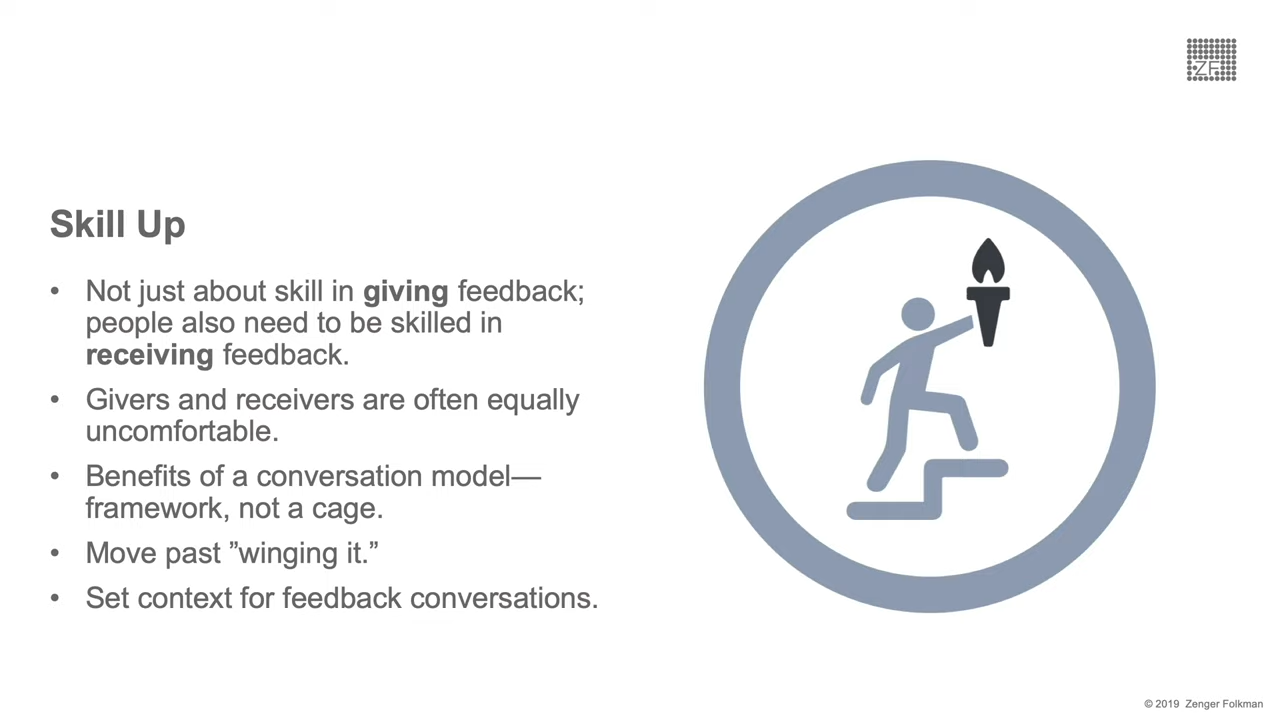 ZF
Skill Up
• Not just about skill in giving feedback;
people also need to be skilled in
receiving feedback.
• Givers and receivers are often equally
uncomfortable.
• Benefits of a conversation model—
framework, not a cage.
• Move past ”winging it.”
• Set context for feedback conversations.
© 2019 Zenger Folkman